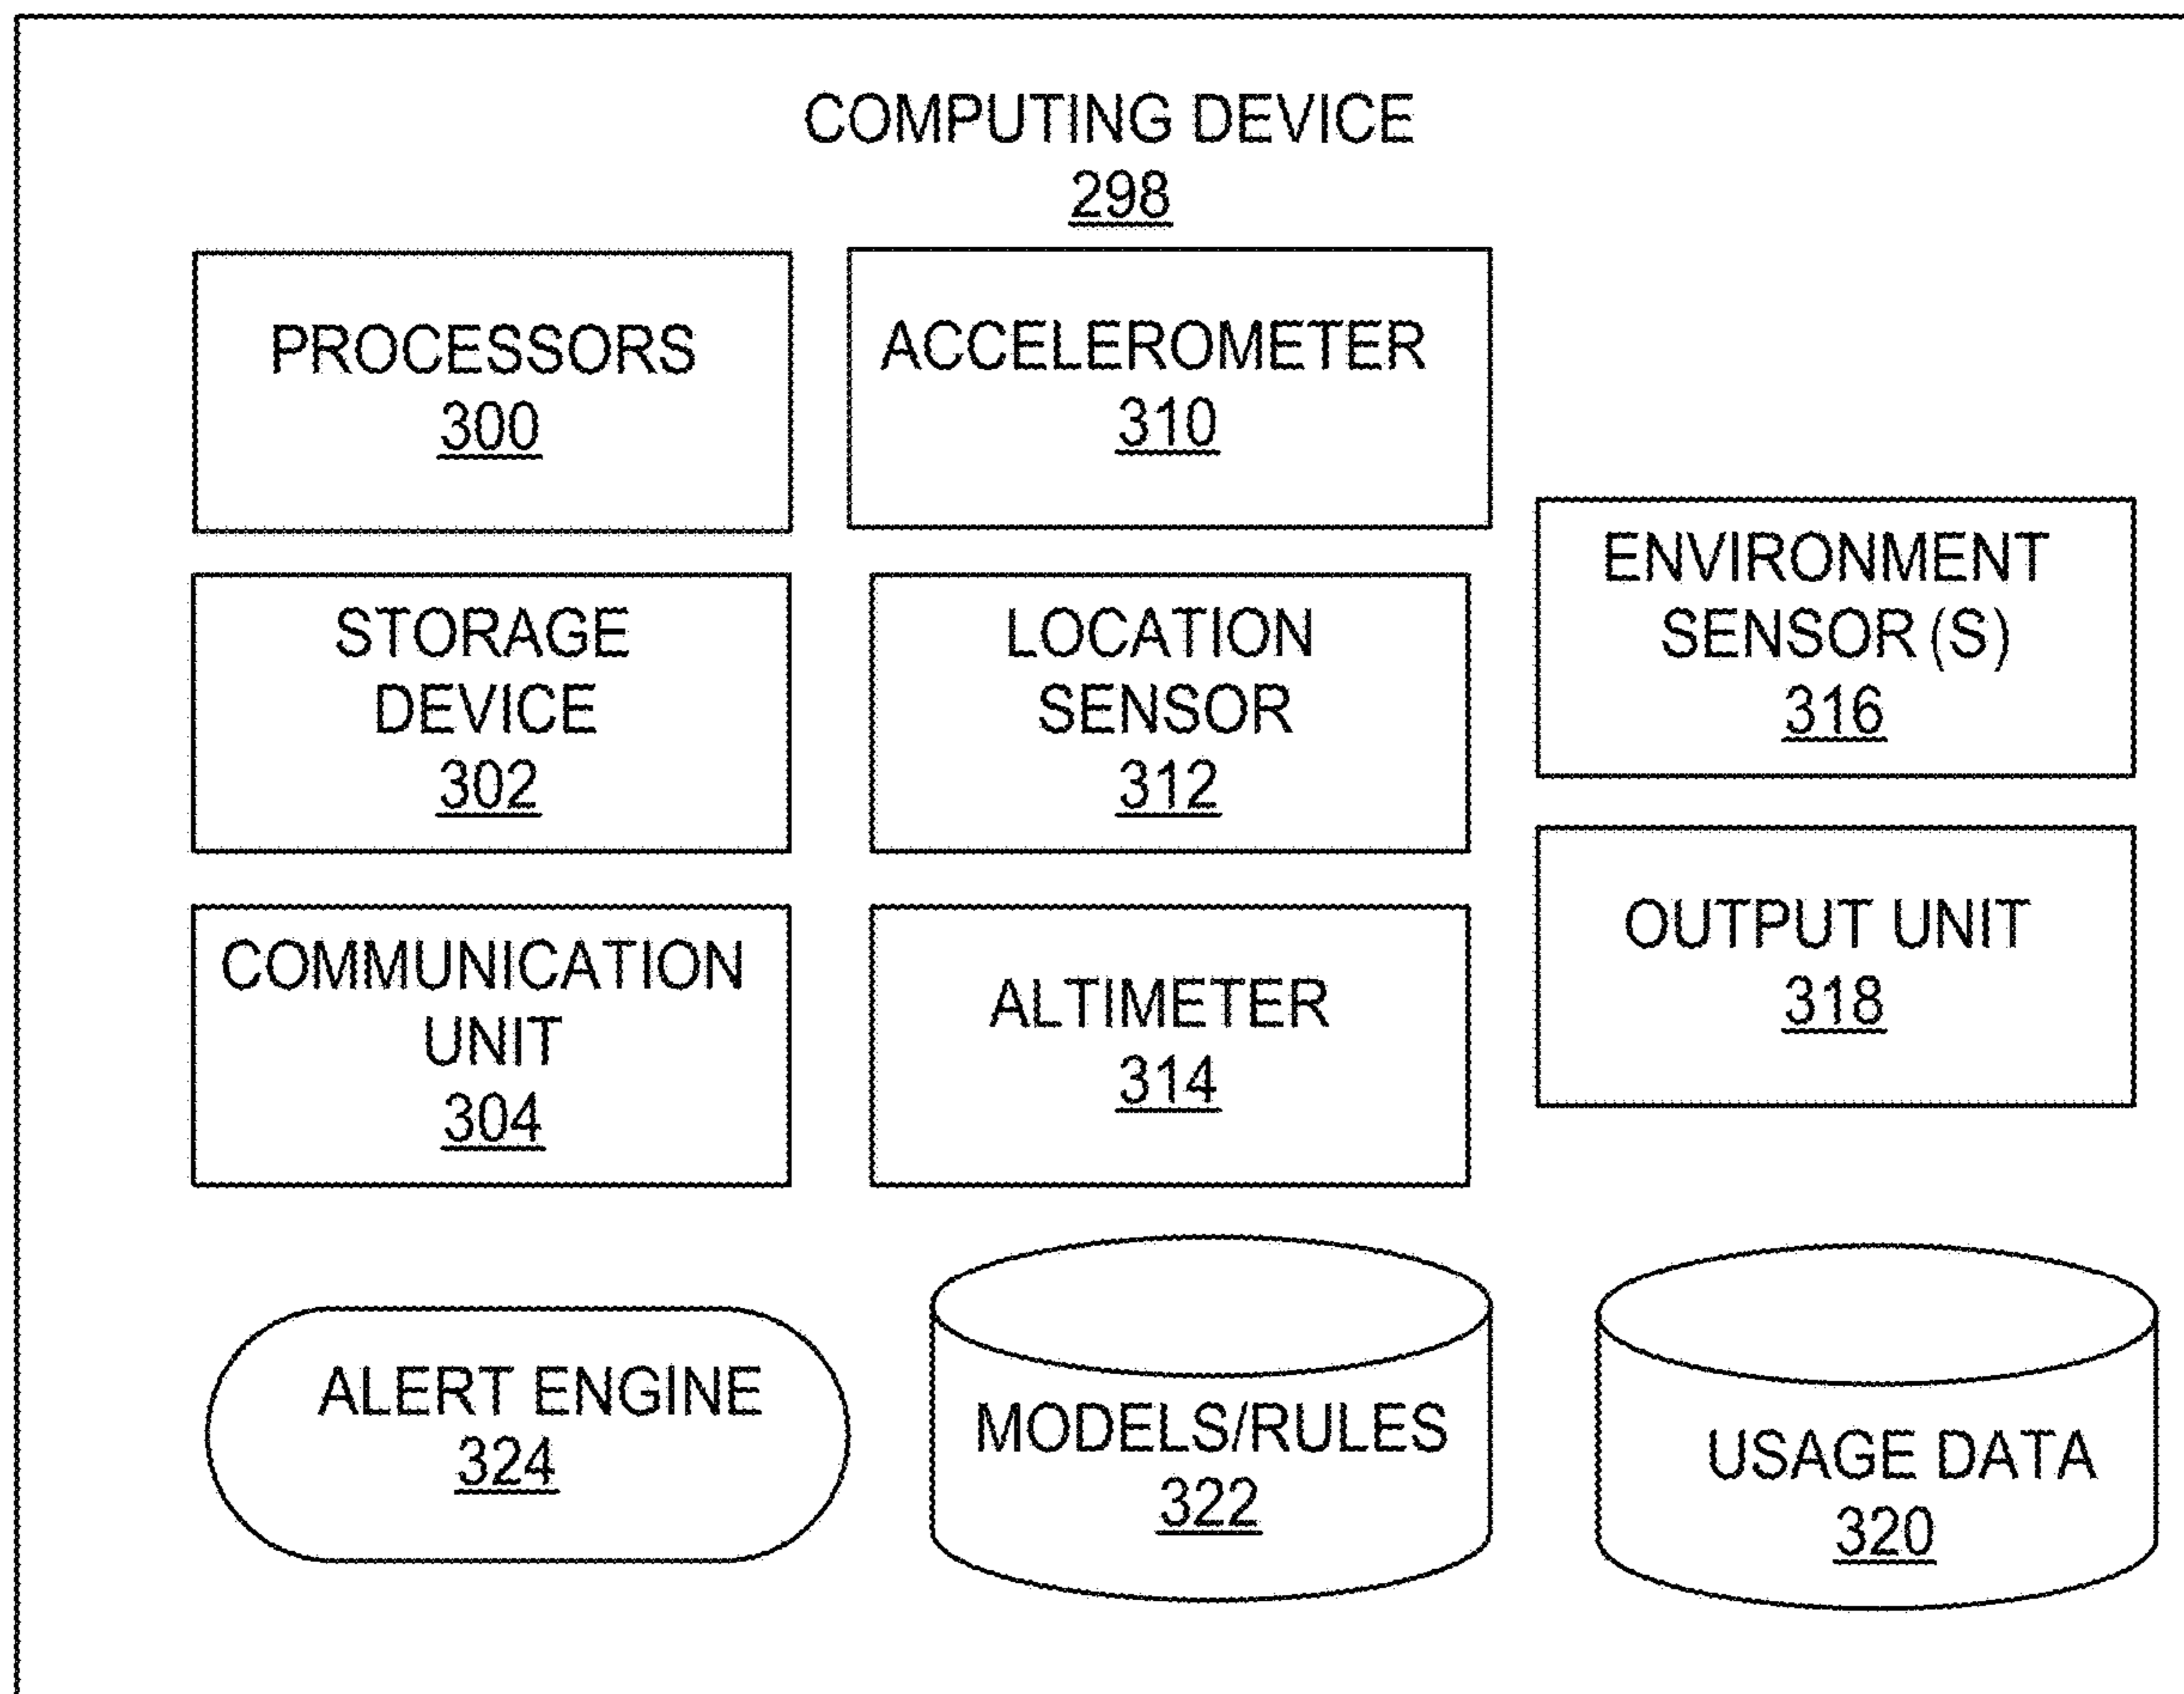 COMPUTING DEVICE
298
PROCESSORS
300
ACCELEROMETER
310
STORAGE
DEVICE
302
LOCATION
SENSOR
312
ENVIRONMENT
SENSOR (S)
316
COMMUNICATION
UNIT
304
ALTIMETER
314
OUTPUT UNIT
318
ALERT ENGINE
324
MODELS/RULES
322
USAGE DATA
320